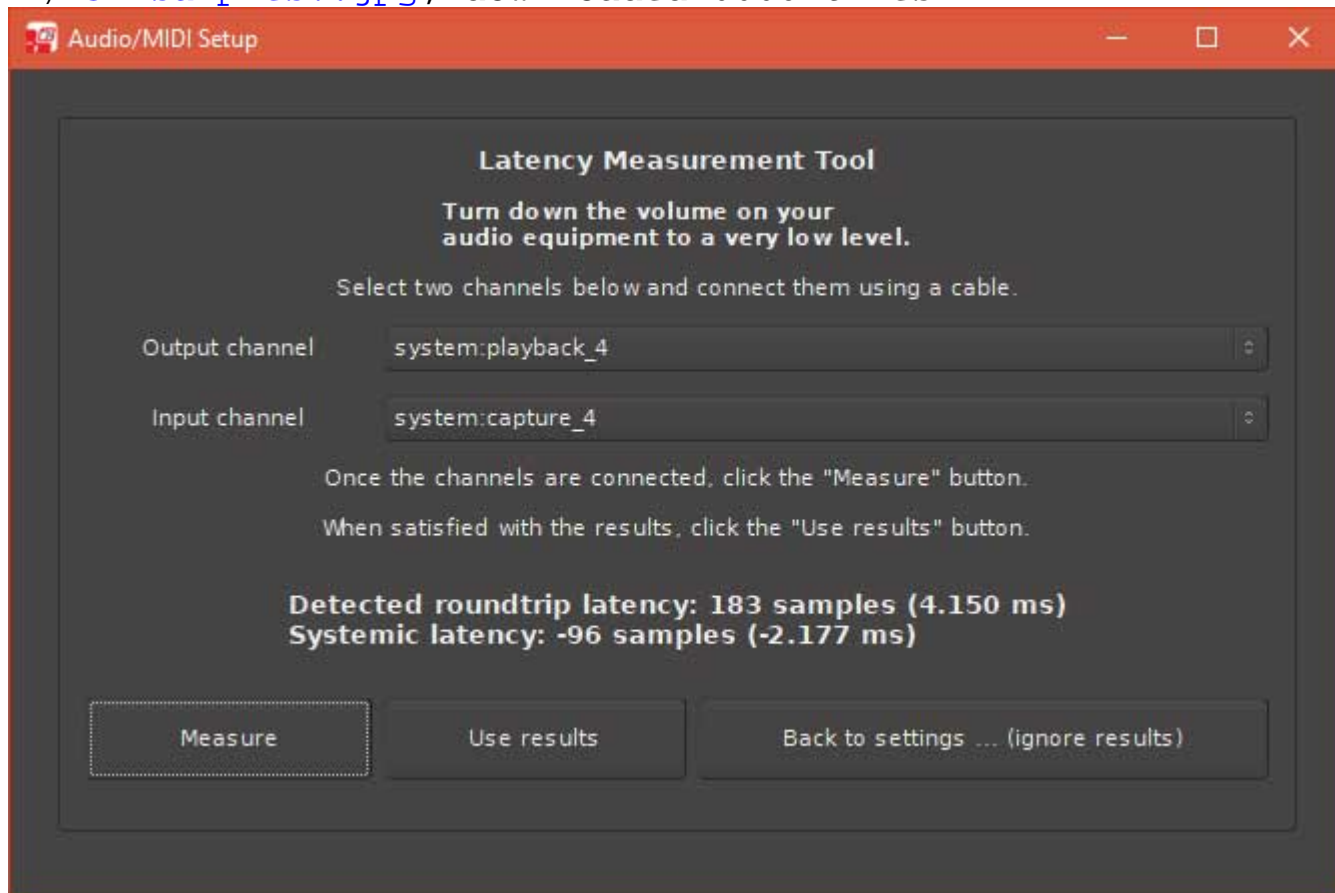 Audio/MIDI Setup
Latency Measurement Tool
Turn down the volume on your
audio equipment to a very low level.
Select two channels below and connect them using a cable.
Output channel system:playback_4
Input channel system:capture_4
Once the channels are connected, click the "Measure" button.
When satisfied with the results, click the "Use results" button.
Detected roundtrip latency: 183 samples (4.150 ms)
Systemic latency: -96 samples (-2.177 ms)
Measure Use results Back to settings ... (ignore results)